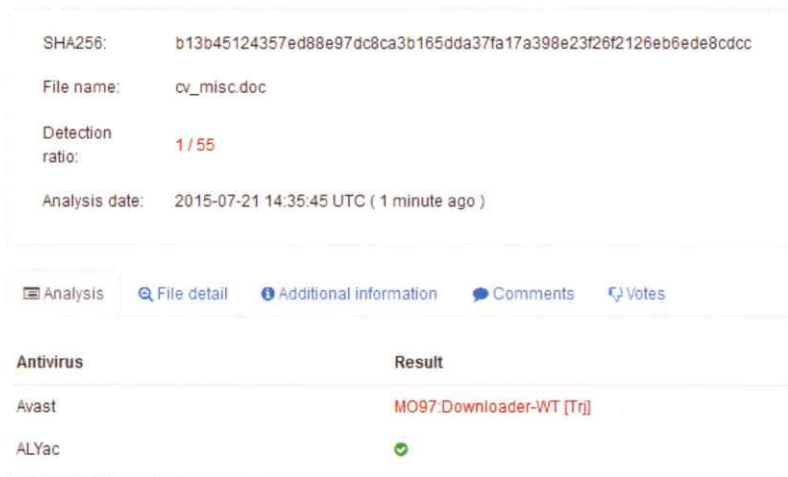 SHA256: b13b45124357ed88e97dc8ca3b165dda37fa17a398e23f26f2126eb6ede8cdcc
File name: cv_misc.doc
Detection ratio: 1 / 55
Analysis date: 2015-07-21 14:35:45 UTC ( 1 minute ago )
Analysis File detail Additional information Comments Votes
Antivirus Result
Avast MO97:Downloader-WT [Trj]
ALYac